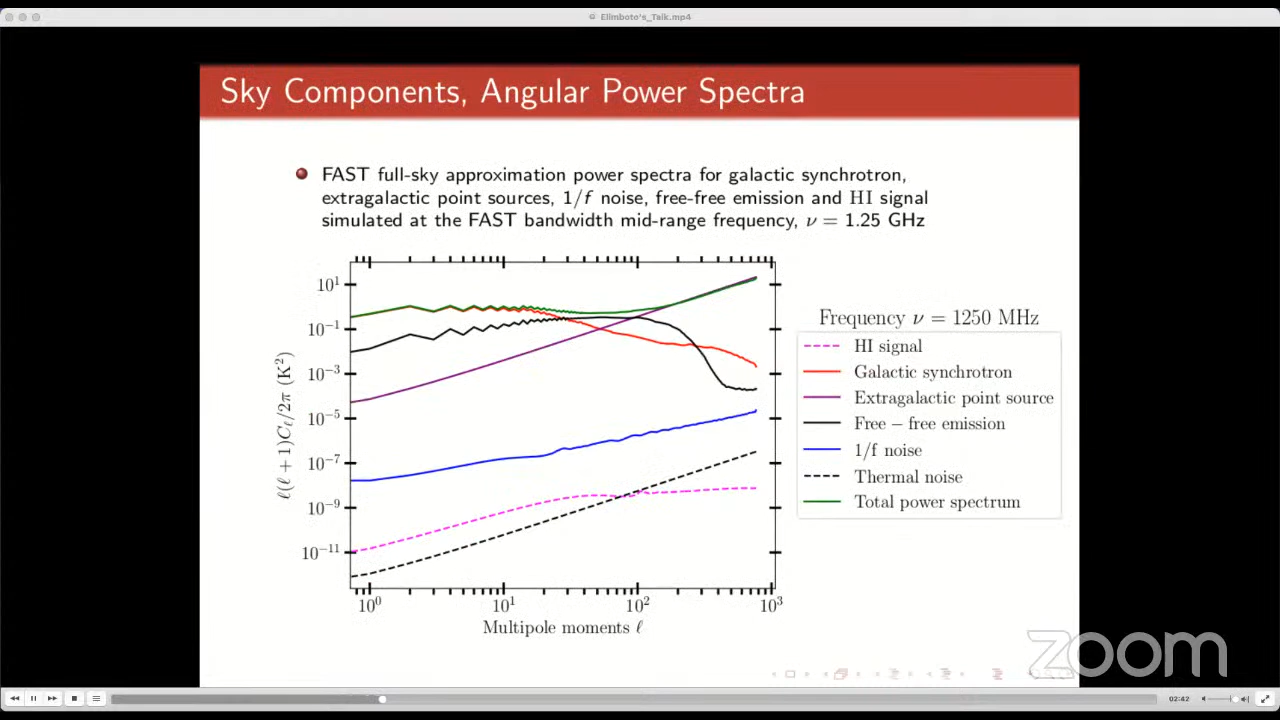 Elimboto's_Talk.mp4
Sky Components, Angular Power Spectra
FAST full-sky approximation power spectra for galactic synchrotron,
extragalactic point sources, 1/f noise, free-free emission and HI signal
simulated at the FAST bandwidth mid-range frequency, ν = 1.25 GHz
10¹
10⁻¹
10⁻³
10⁻⁵
10⁻⁷
10⁻⁹
10⁻¹¹
ℓ(ℓ + 1)Cℓ/2π (K²)
10⁰ 10¹ 10² 10³
Multipole moments ℓ
Frequency ν = 1250 MHz
HI signal
Galactic synchrotron
Extragalactic point source
Free − free emission
1/f noise
Thermal noise
Total power spectrum
zoom
02:42